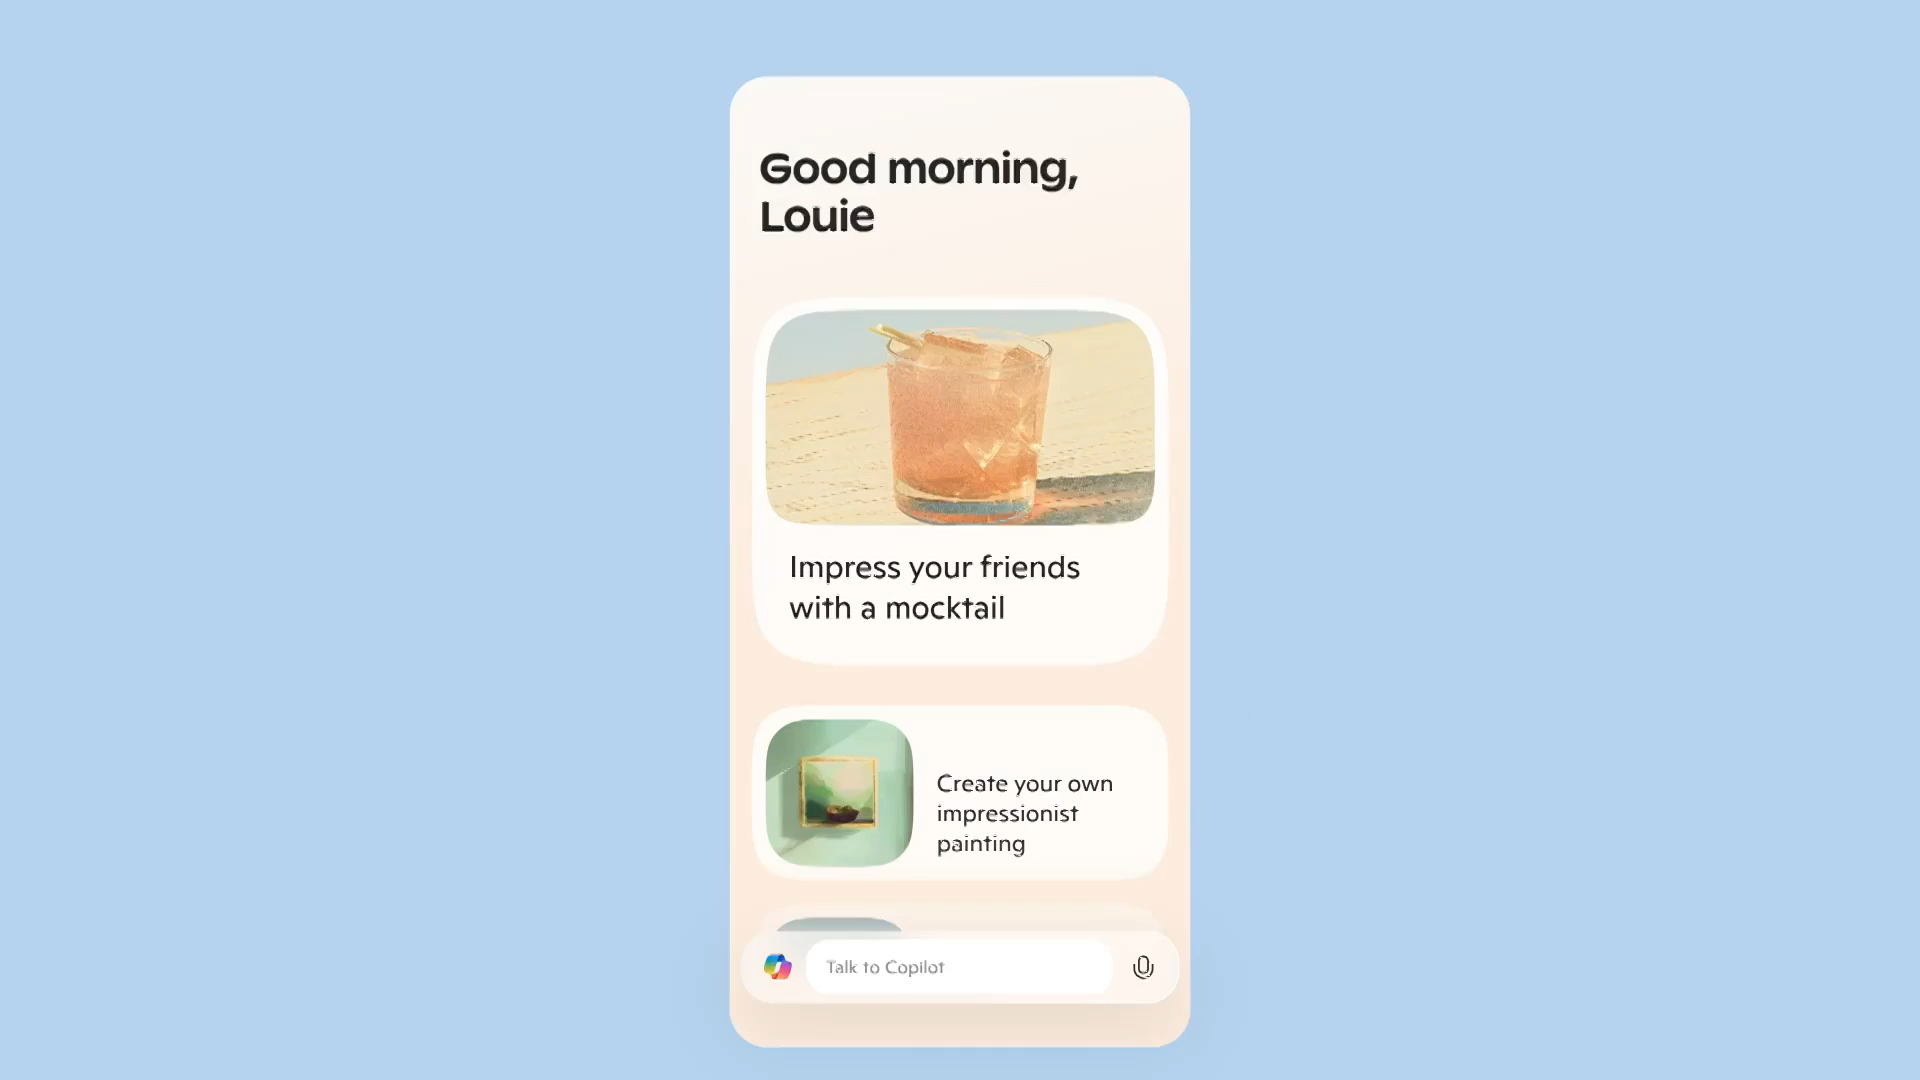 Good morning,
Louie
Impress your friends
with a mocktail
Create your own
impressionist
painting
Talk to Copilot